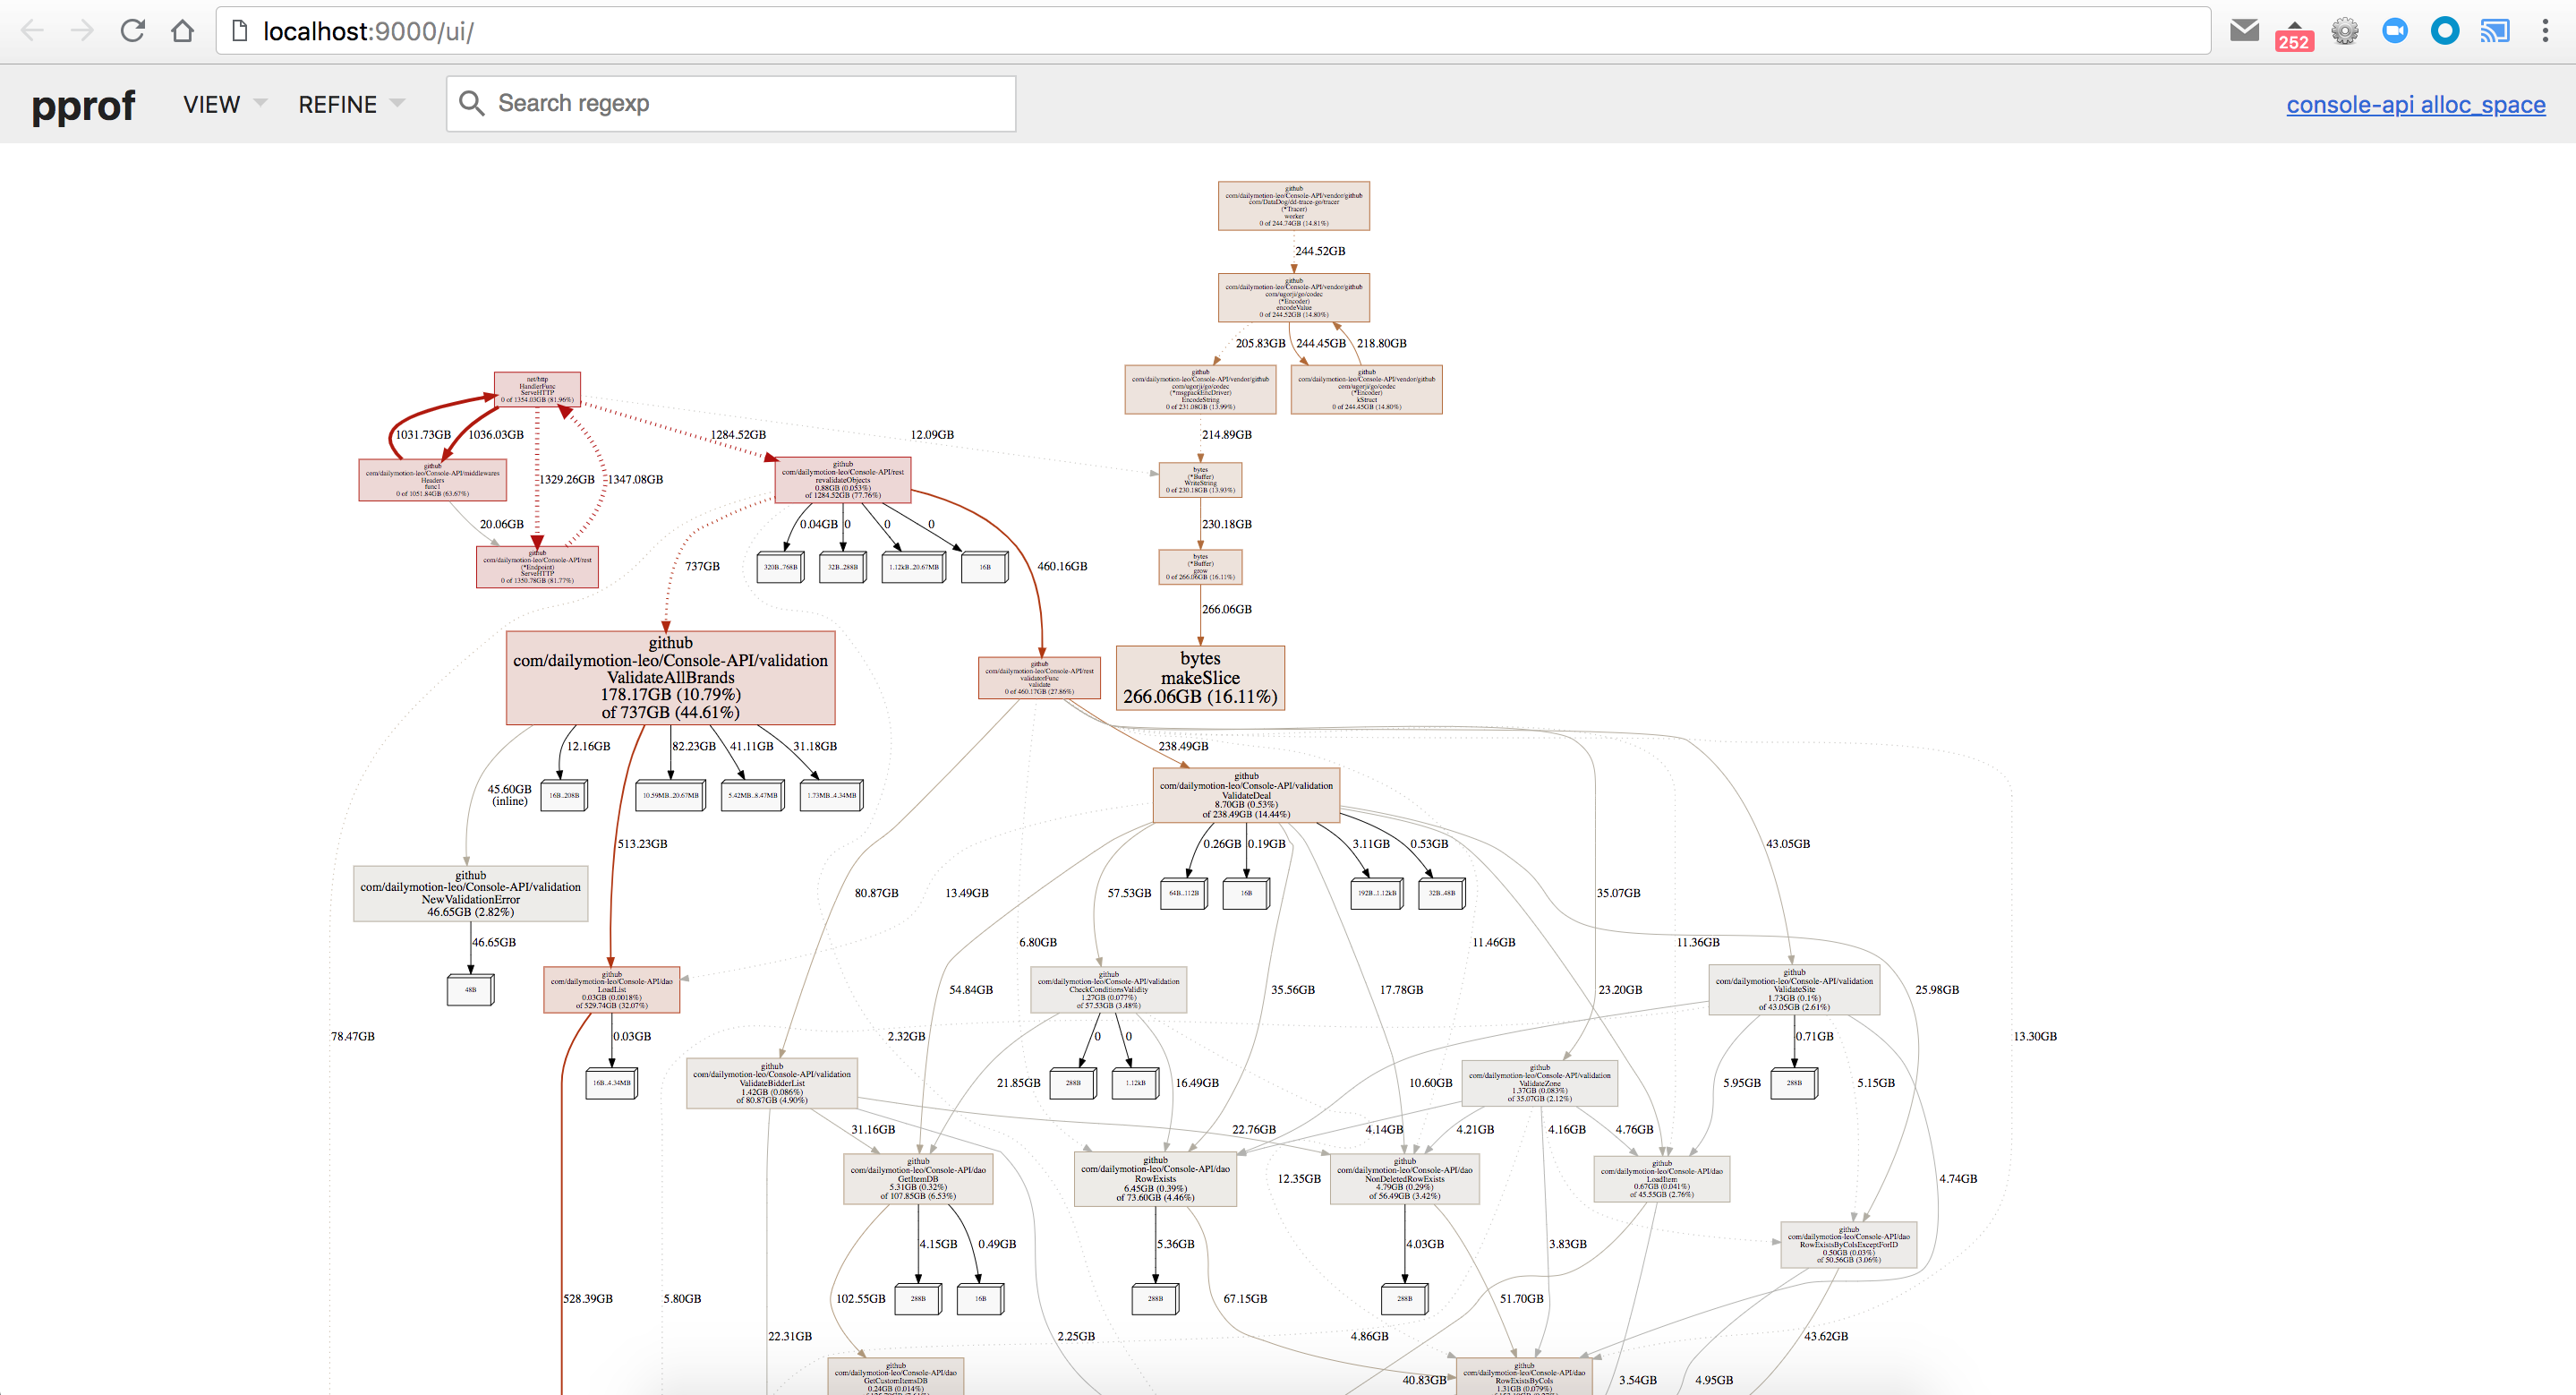 localhost:9000/ui/
252
pprof
VIEW
REFINE
Search regexp
console-api alloc_space
github
com/dailymotion-leo/Console-API/vendor/github
com/DataDog/dd-trace-go/tracer
(*Tracer)
worker
0 of 244.74GB (14.81%)
244.52GB
github
com/dailymotion-leo/Console-API/vendor/github
com/ugorji/go/codec
(*Encoder)
encodeValue
0 of 244.52GB (14.80%)
205.83GB
244.45GB
218.80GB
github
com/dailymotion-leo/Console-API/vendor/github
com/ugorji/go/codec
(*msgpackEncDriver)
EncodeString
0 of 231.08GB (13.99%)
github
com/dailymotion-leo/Console-API/vendor/github
com/ugorji/go/codec
(*Encoder)
kStruct
0 of 244.45GB (14.80%)
net/http
HandlerFunc
ServeHTTP
0 of 1354.03GB (81.96%)
1031.73GB
1036.03GB
1284.52GB
12.09GB
214.89GB
github
com/dailymotion-leo/Console-API/middlewares
Headers
func1
0 of 1051.84GB (63.67%)
1329.26GB
1347.08GB
github
com/dailymotion-leo/Console-API/rest
revalidateObjects
0.88GB (0.053%)
of 1284.52GB (77.76%)
bytes
(*Buffer)
WriteString
0 of 230.18GB (13.93%)
20.06GB
0.04GB
0
0
0
230.18GB
github
com/dailymotion-leo/Console-API/rest
(*Endpoint)
ServeHTTP
0 of 1350.78GB (81.77%)
737GB
320B..768B
32B..288B
1.12kB..20.67MB
16B
460.16GB
bytes
(*Buffer)
grow
0 of 266.06GB (16.11%)
266.06GB
github
com/dailymotion-leo/Console-API/validation
ValidateAllBrands
178.17GB (10.79%)
of 737GB (44.61%)
github
com/dailymotion-leo/Console-API/rest
validatorFunc
validate
0 of 460.17GB (27.86%)
bytes
makeSlice
266.06GB (16.11%)
12.16GB
82.23GB
41.11GB
31.18GB
238.49GB
45.60GB
(inline)
16B..208B
10.59MB..20.67MB
5.42MB..8.47MB
1.73MB..4.34MB
github
com/dailymotion-leo/Console-API/validation
ValidateDeal
8.70GB (0.53%)
of 238.49GB (14.44%)
513.23GB
0.26GB
0.19GB
3.11GB
0.53GB
43.05GB
github
com/dailymotion-leo/Console-API/validation
NewValidationError
46.65GB (2.82%)
80.87GB
13.49GB
57.53GB
64B..112B
16B
192B..1.12kB
32B..48B
35.07GB
46.65GB
6.80GB
11.46GB
11.36GB
48B
github
com/dailymotion-leo/Console-API/dao
LoadList
0.03GB (0.0018%)
of 529.74GB (32.07%)
54.84GB
github
com/dailymotion-leo/Console-API/validation
CheckConditionsValidity
1.27GB (0.077%)
of 57.53GB (3.48%)
35.56GB
17.78GB
23.20GB
github
com/dailymotion-leo/Console-API/validation
ValidateSite
1.73GB (0.1%)
of 43.05GB (2.61%)
25.98GB
78.47GB
0.03GB
2.32GB
0
0
0.71GB
13.30GB
16B..4.34MB
github
com/dailymotion-leo/Console-API/validation
ValidateBidderList
1.42GB (0.086%)
of 80.87GB (4.90%)
21.85GB
288B
1.12kB
16.49GB
10.60GB
github
com/dailymotion-leo/Console-API/validation
ValidateZone
1.37GB (0.083%)
of 35.07GB (2.12%)
5.95GB
288B
5.15GB
31.16GB
22.76GB
4.14GB
4.21GB
4.16GB
4.76GB
github
com/dailymotion-leo/Console-API/dao
GetItemDB
5.31GB (0.32%)
of 107.85GB (6.53%)
github
com/dailymotion-leo/Console-API/dao
RowExists
6.45GB (0.39%)
of 73.60GB (4.46%)
12.35GB
github
com/dailymotion-leo/Console-API/dao
NonDeletedRowExists
4.79GB (0.29%)
of 56.49GB (3.42%)
github
com/dailymotion-leo/Console-API/dao
LoadItem
0.67GB (0.041%)
of 45.55GB (2.76%)
4.74GB
4.15GB
0.49GB
5.36GB
4.03GB
3.83GB
github
com/dailymotion-leo/Console-API/dao
RowExistsByColsExceptForID
0.50GB (0.03%)
of 50.56GB (3.06%)
528.39GB
5.80GB
102.55GB
288B
16B
288B
67.15GB
288B
51.70GB
22.31GB
2.25GB
4.86GB
43.62GB
github
com/dailymotion-leo/Console-API/dao
GetCustomItemsDB
0.24GB (0.014%)
40.83GB
github
com/dailymotion-leo/Console-API/dao
RowExistsByCols
1.31GB (0.079%)
3.54GB
4.95GB